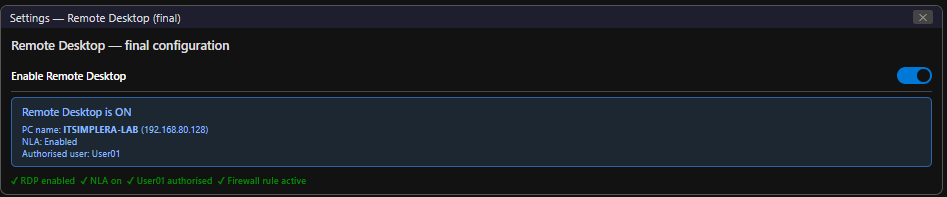 Settings — Remote Desktop (final)
Remote Desktop — final configuration
Enable Remote Desktop
Remote Desktop is ON
PC name: ITSIMPLERA-LAB (192.168.80.128)
NLA: Enabled
Authorised user: User01
✓ RDP enabled ✓ NLA on ✓ User01 authorised ✓ Firewall rule active